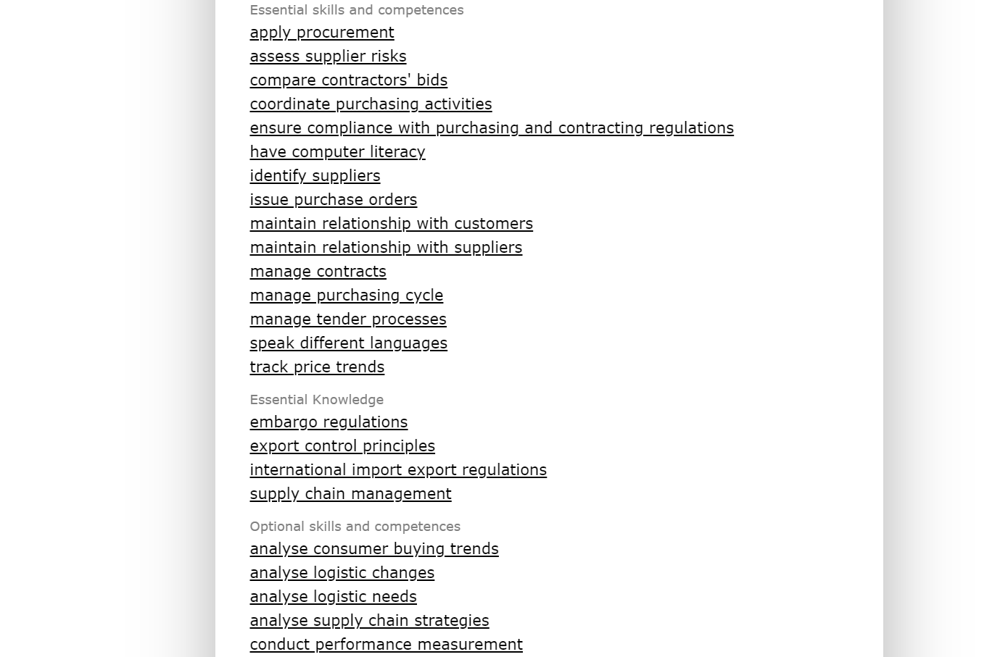 Essential skills and competences
apply procurement
assess supplier risks
compare contractors' bids
coordinate purchasing activities
ensure compliance with purchasing and contracting regulations
have computer literacy
identify suppliers
issue purchase orders
maintain relationship with customers
maintain relationship with suppliers
manage contracts
manage purchasing cycle
manage tender processes
speak different languages
track price trends
Essential Knowledge
embargo regulations
export control principles
international import export regulations
supply chain management
Optional skills and competences
analyse consumer buying trends
analyse logistic changes
analyse logistic needs
analyse supply chain strategies
conduct performance measurement